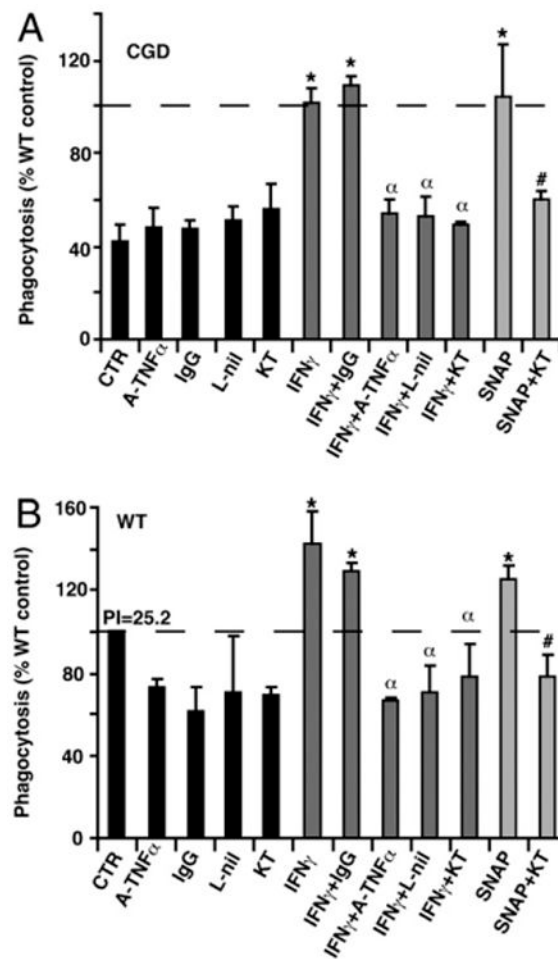 A
CGD
Phagocytosis (% WT control)
120
80
40
0
* * *
α α α #
CTR
A-TNFα
IgG
L-nil
KT
IFNγ
IFNγ+IgG
IFNγ+A-TNFα
IFNγ+L-nil
IFNγ+KT
SNAP
SNAP+KT
B
WT
Phagocytosis (% WT control)
160
120
80
40
0
PI=25.2
* * *
α α α #
CTR
A-TNFα
IgG
L-nil
KT
IFNγ
IFNγ+IgG
IFNγ+A-TNFα
IFNγ+L-nil
IFNγ+KT
SNAP
SNAP+KT